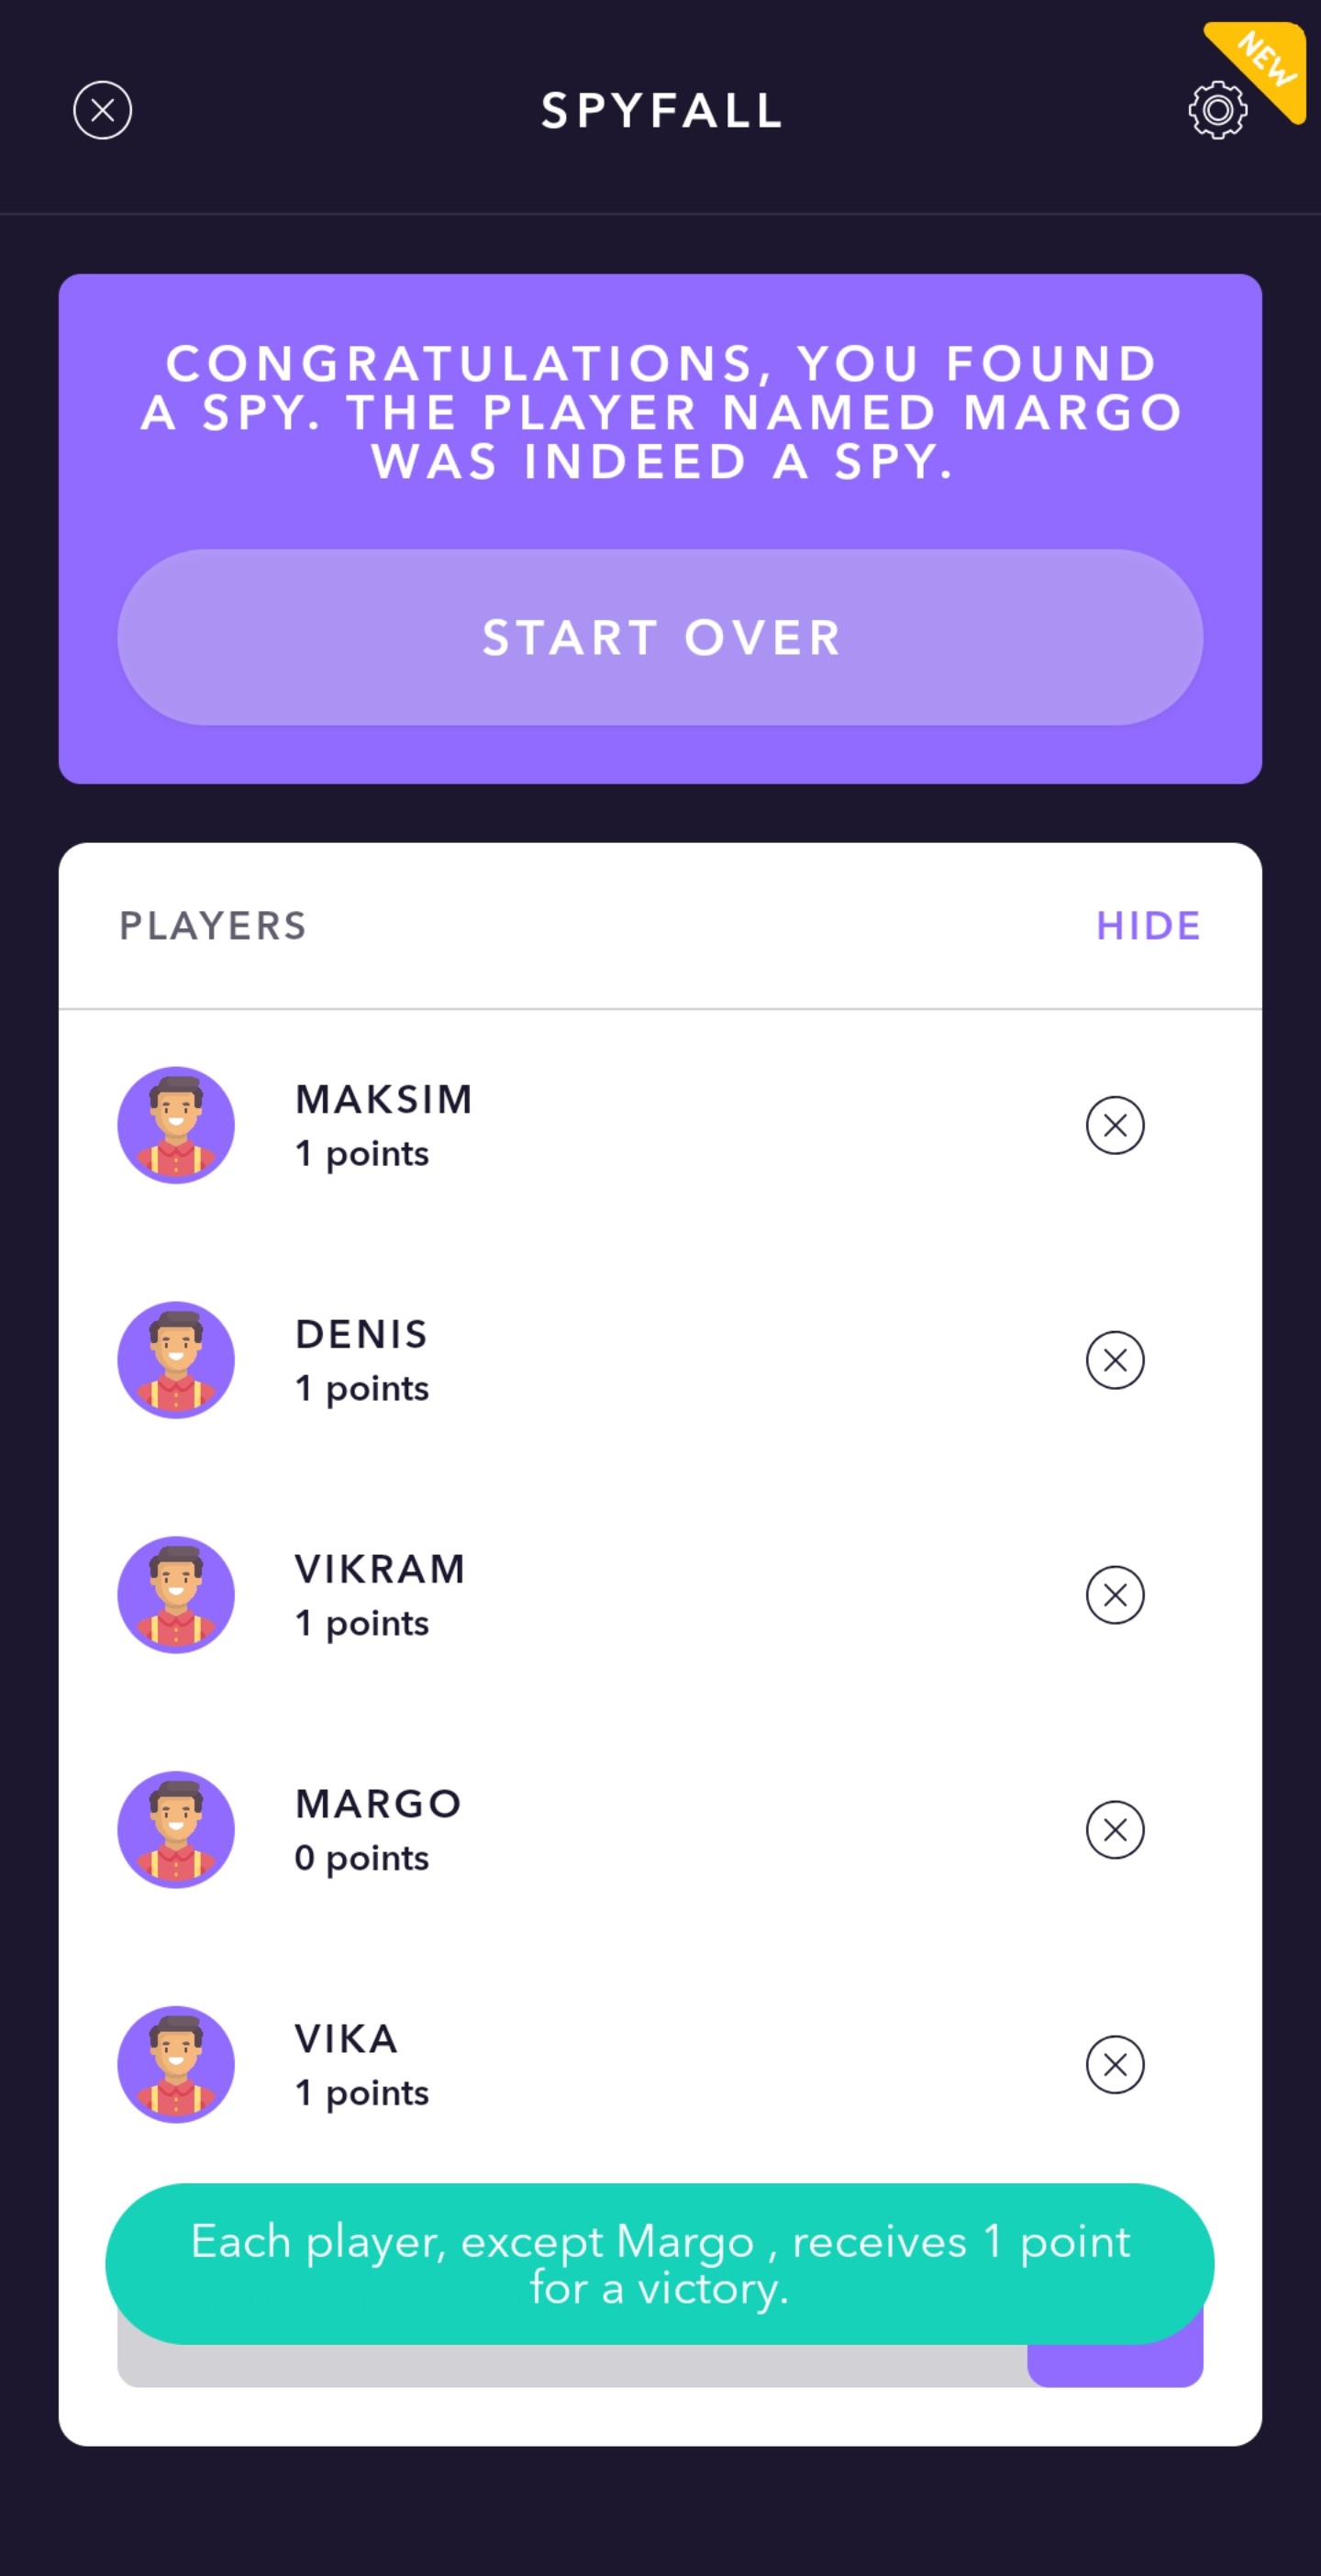 NEW
SPYFALL
CONGRATULATIONS, YOU FOUND
A SPY. THE PLAYER NAMED MARGO
WAS INDEED A SPY.
START OVER
PLAYERS
HIDE
MAKSIM
1 points
DENIS
1 points
VIKRAM
1 points
MARGO
0 points
VIKA
1 points
Each player, except Margo , receives 1 point
for a victory.